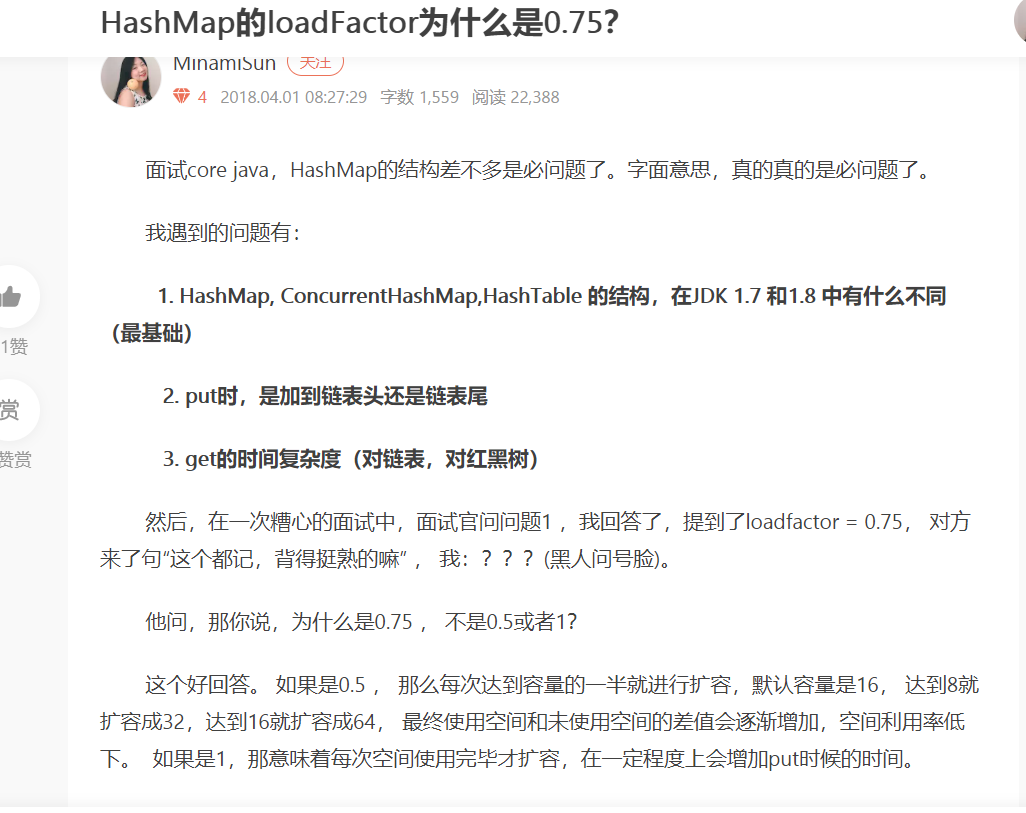 HashMap的loadFactor为什么是0.75?
MinamiSun 关注
4 2018.04.01 08:27:29 字数 1,559 阅读 22,388
面试core java，HashMap的结构差不多是必问题了。字面意思，真的真的是必问题了。
我遇到的问题有：
1. HashMap, ConcurrentHashMap,HashTable 的结构，在JDK 1.7 和1.8 中有什么不同
（最基础）
1赞
2. put时，是加到链表头还是链表尾
赏
3. get的时间复杂度（对链表，对红黑树）
赞赏
然后，在一次糟心的面试中，面试官问问题1 ，我回答了，提到了loadfactor = 0.75， 对方
来了句“这个都记，背得挺熟的嘛” ， 我：？？？(黑人问号脸)。
他问，那你说，为什么是0.75 ， 不是0.5或者1?
这个好回答。 如果是0.5 ， 那么每次达到容量的一半就进行扩容，默认容量是16， 达到8就
扩容成32，达到16就扩容成64， 最终使用空间和未使用空间的差值会逐渐增加，空间利用率低
下。 如果是1，那意味着每次空间使用完毕才扩容，在一定程度上会增加put时候的时间。